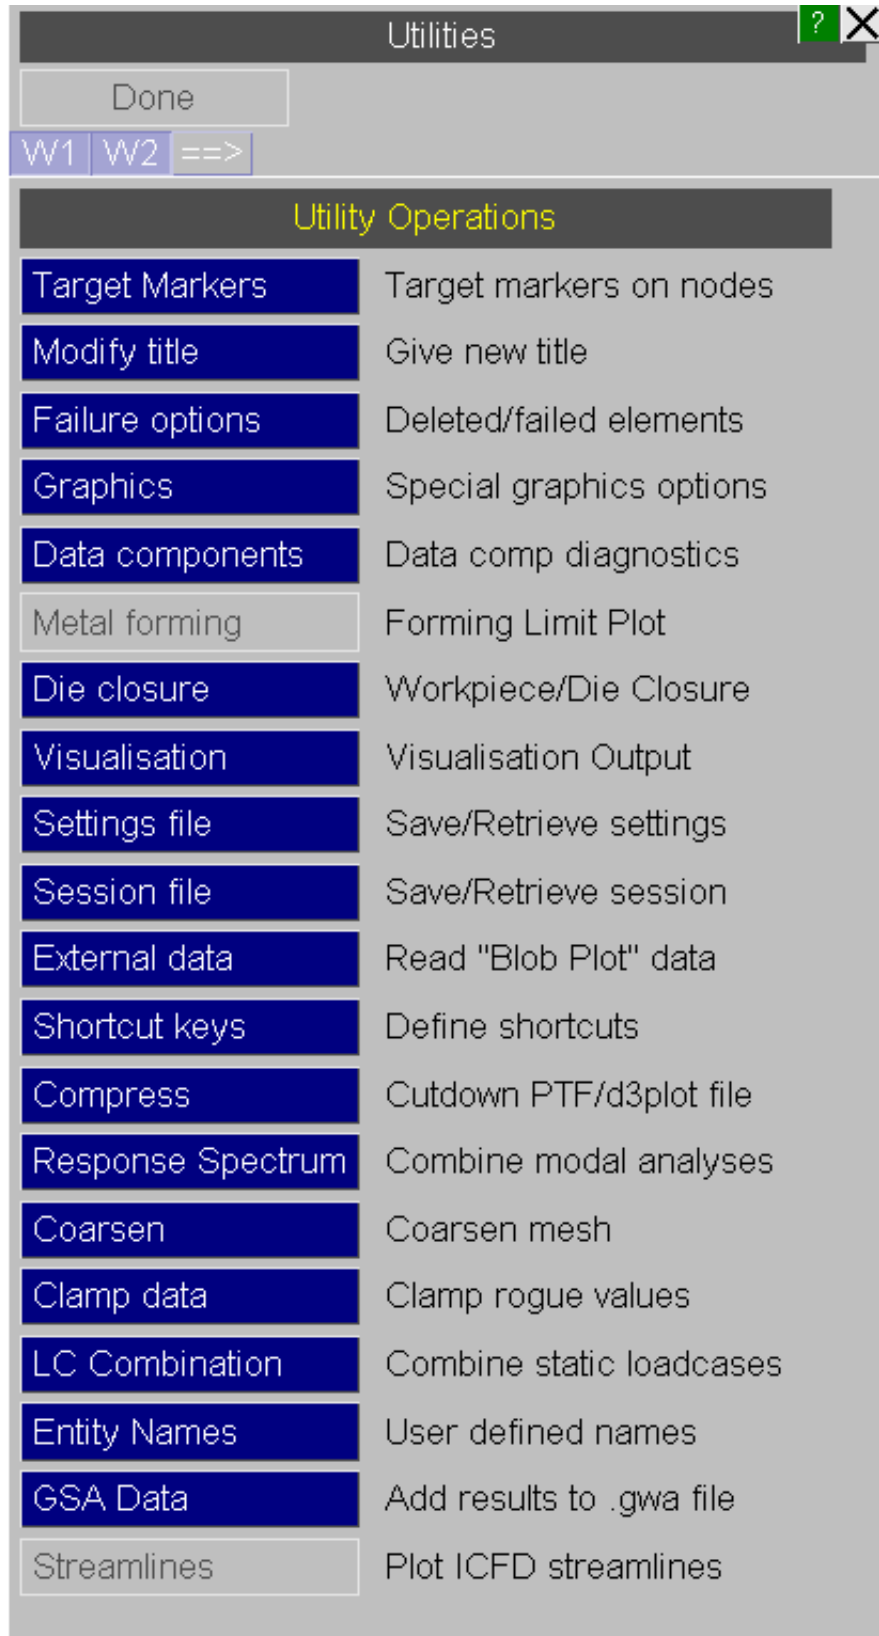 Utilities ?
Done
W1 W2 ==>
Utility Operations
Target Markers Target markers on nodes
Modify title Give new title
Failure options Deleted/failed elements
Graphics Special graphics options
Data components Data comp diagnostics
Metal forming Forming Limit Plot
Die closure Workpiece/Die Closure
Visualisation Visualisation Output
Settings file Save/Retrieve settings
Session file Save/Retrieve session
External data Read "Blob Plot" data
Shortcut keys Define shortcuts
Compress Cutdown PTF/d3plot file
Response Spectrum Combine modal analyses
Coarsen Coarsen mesh
Clamp data Clamp rogue values
LC Combination Combine static loadcases
Entity Names User defined names
GSA Data Add results to .gwa file
Streamlines Plot ICFD streamlines